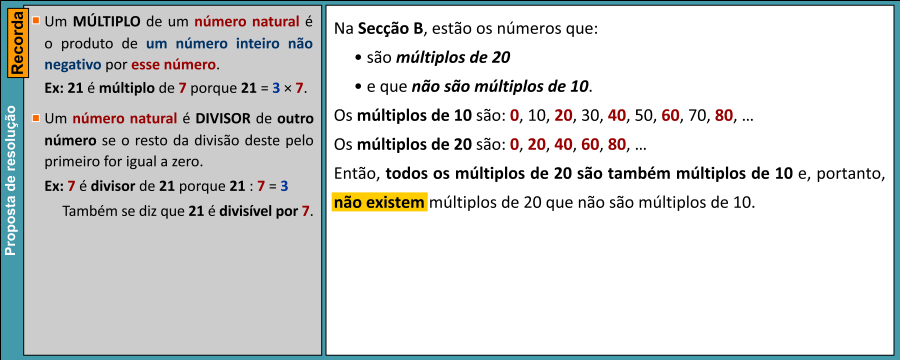 Recorda
Proposta de resolução
Um MÚLTIPLO de um número natural é
o produto de um número inteiro não
negativo por esse número.
Ex: 21 é múltiplo de 7 porque 21 = 3 × 7.
Um número natural é DIVISOR de outro
número se o resto da divisão deste pelo
primeiro for igual a zero.
Ex: 7 é divisor de 21 porque 21 : 7 = 3
Também se diz que 21 é divisível por 7.
Na Secção B, estão os números que:
• são múltiplos de 20
• e que não são múltiplos de 10.
Os múltiplos de 10 são: 0, 10, 20, 30, 40, 50, 60, 70, 80, ...
Os múltiplos de 20 são: 0, 20, 40, 60, 80, ...
Então, todos os múltiplos de 20 são também múltiplos de 10 e, portanto,
não existem múltiplos de 20 que não são múltiplos de 10.